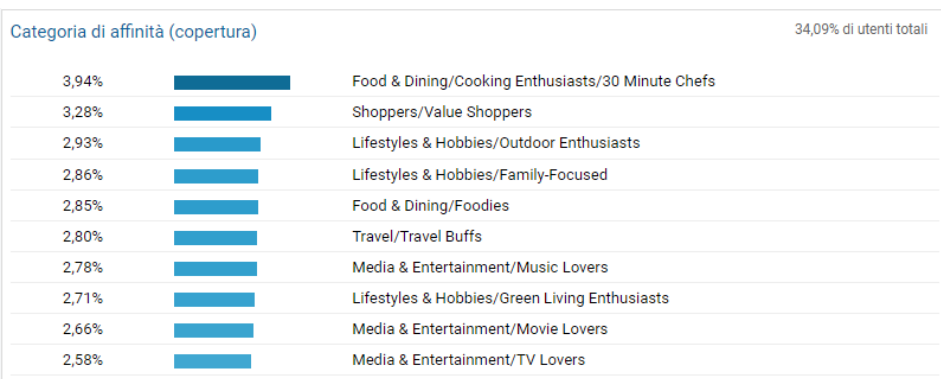 Categoria di affinità (copertura) 34,09% di utenti totali
3,94% Food & Dining/Cooking Enthusiasts/30 Minute Chefs
3,28% Shoppers/Value Shoppers
2,93% Lifestyles & Hobbies/Outdoor Enthusiasts
2,86% Lifestyles & Hobbies/Family-Focused
2,85% Food & Dining/Foodies
2,80% Travel/Travel Buffs
2,78% Media & Entertainment/Music Lovers
2,71% Lifestyles & Hobbies/Green Living Enthusiasts
2,66% Media & Entertainment/Movie Lovers
2,58% Media & Entertainment/TV Lovers